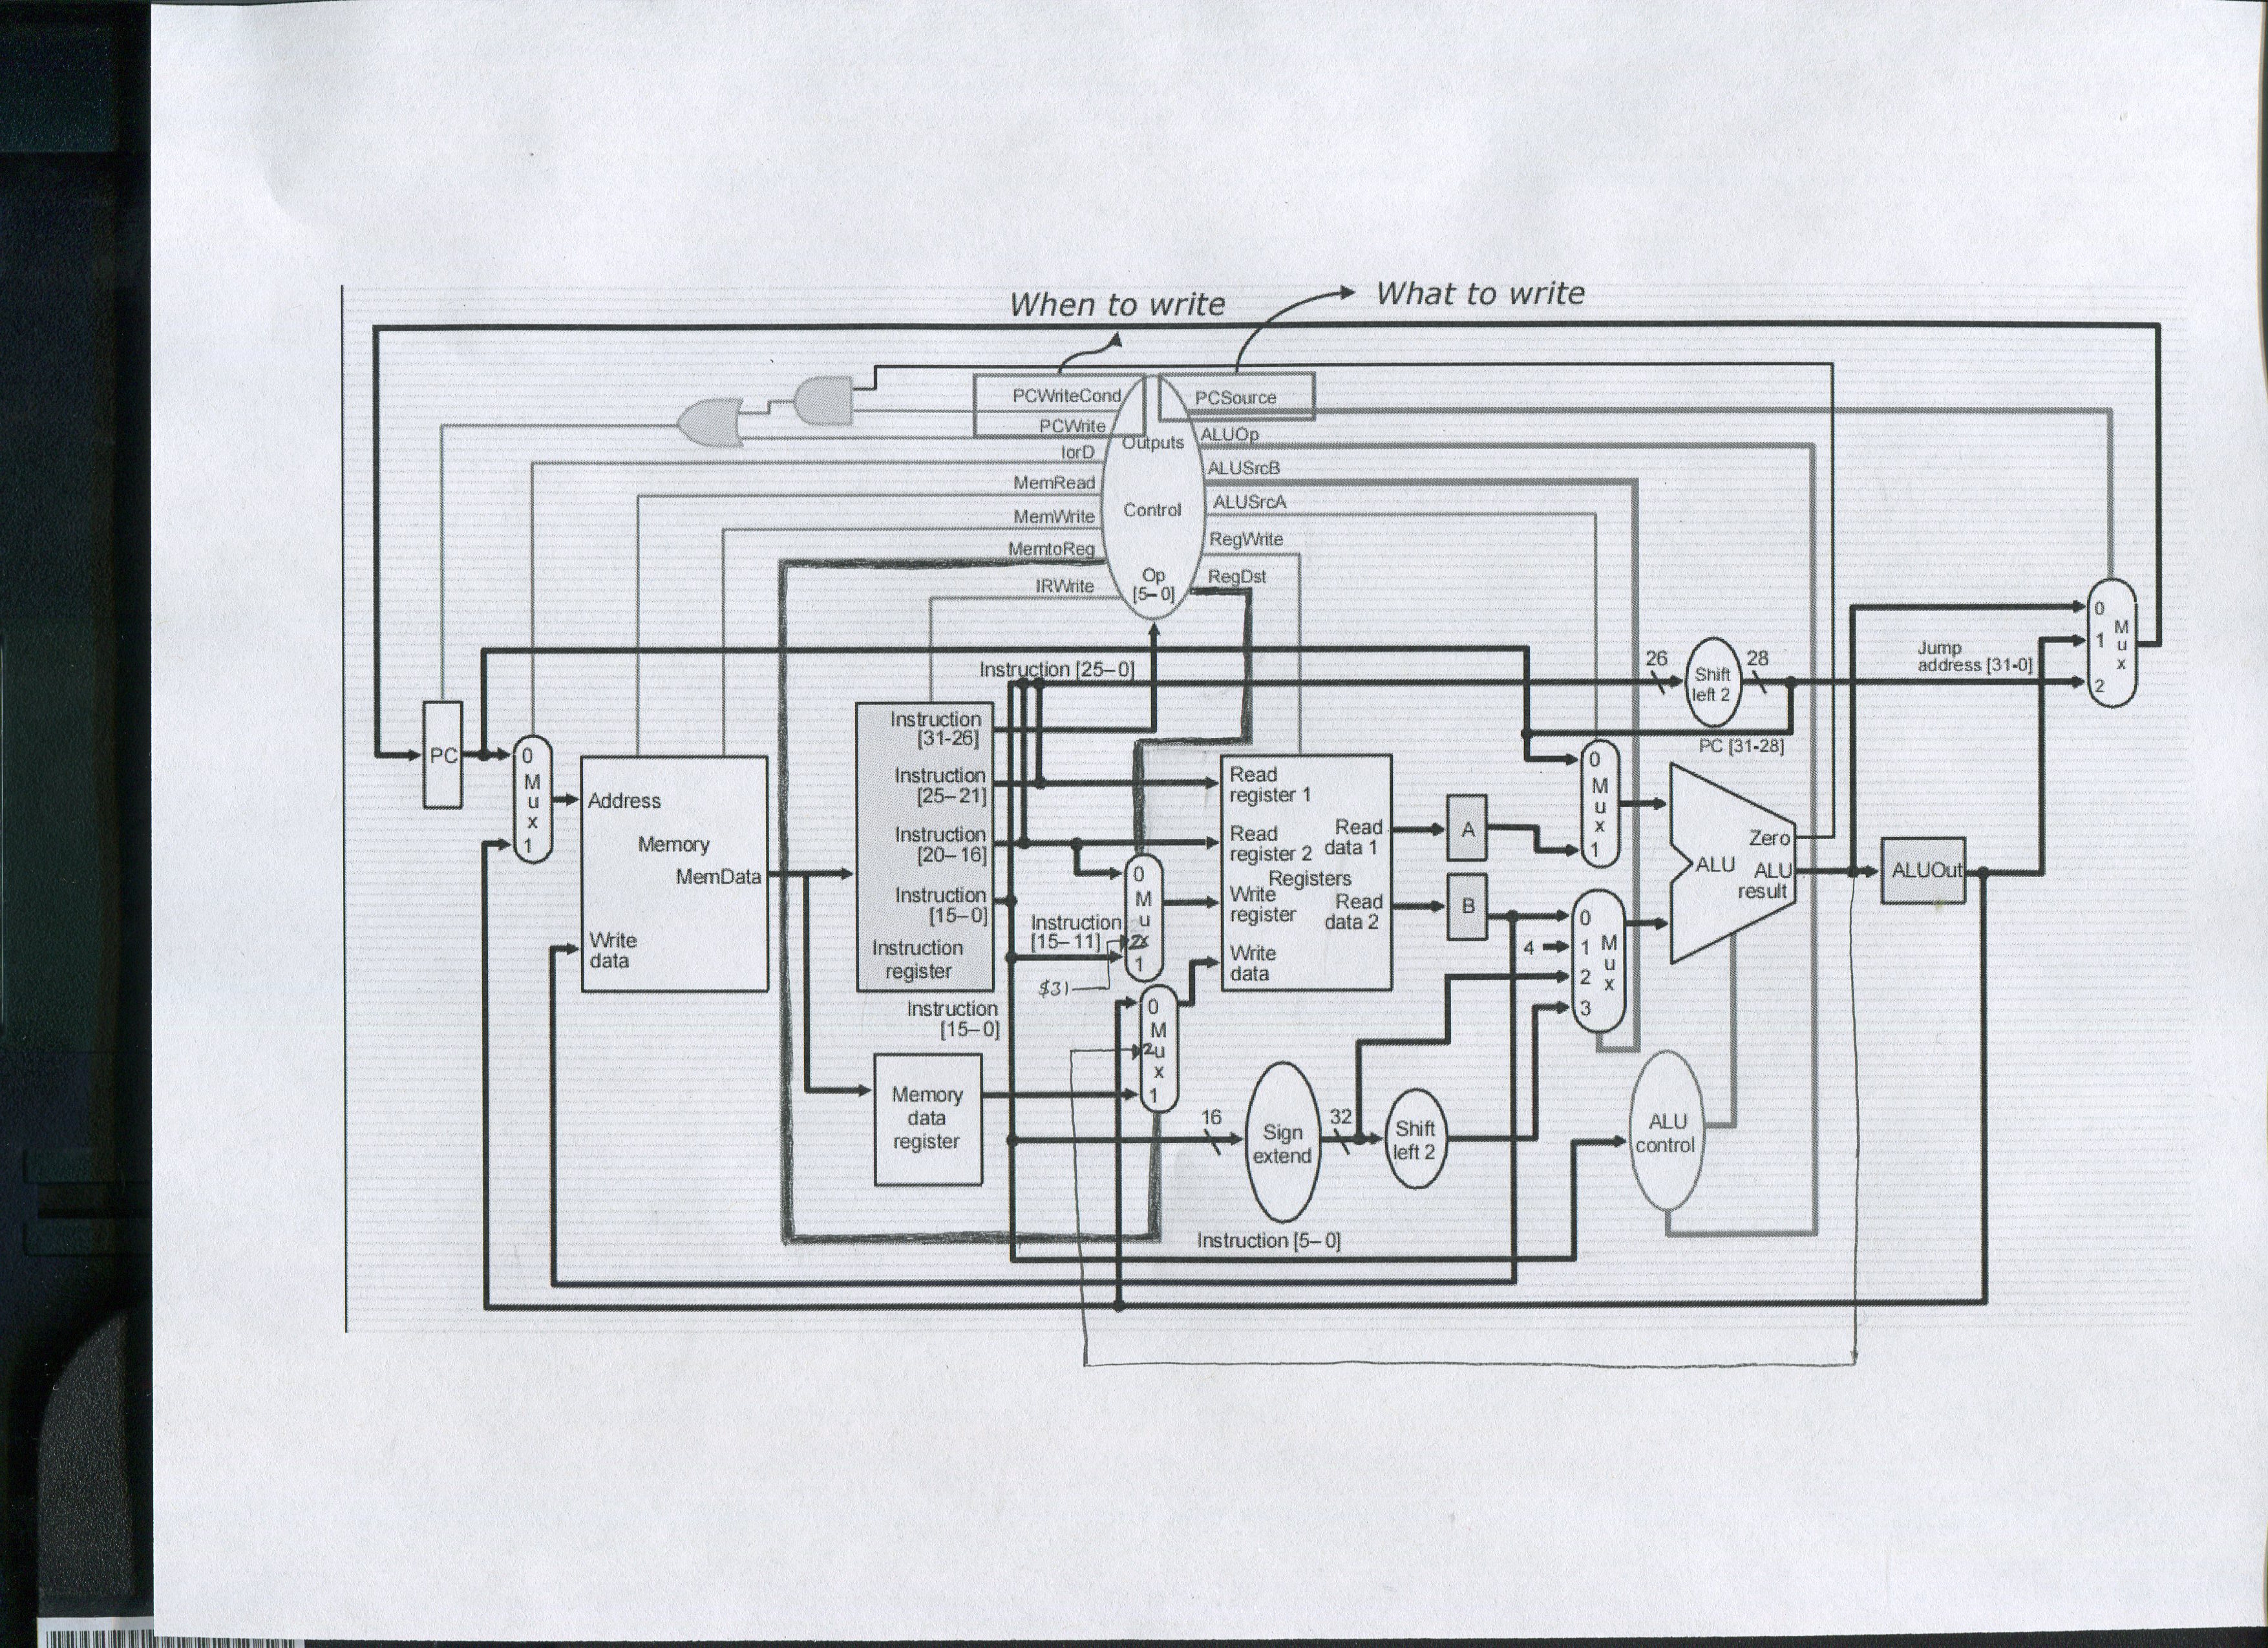 When to write
What to write
PCWriteCond
PCSource
PCWrite
Outputs
ALUOp
IorD
ALUSrcB
MemRead
ALUSrcA
MemWrite
Control
RegWrite
MemtoReg
Op
[5–0]
RegDst
IRWrite
Instruction [25–0]
26
Shift
left 2
28
Jump
address [31-0]
0
1
2
M
u
x
PC [31-28]
PC
0
M
u
x
1
Address
Memory
MemData
Write
data
Instruction
[31-26]
Instruction
[25–21]
Instruction
[20–16]
Instruction
[15–0]
Instruction
register
Instruction
[15–0]
Memory
data
register
Instruction
[15–11]
$31
0
M
u
x
2
1
0
M
2
u
x
1
Read
register 1
Read
register 2
Registers
Write
register
Write
data
Read
data 1
Read
data 2
A
B
4
0
M
u
x
1
0
1
2
3
M
u
x
Zero
ALU
ALU
result
ALUOut
16
Sign
extend
32
Shift
left 2
ALU
control
Instruction [5–0]